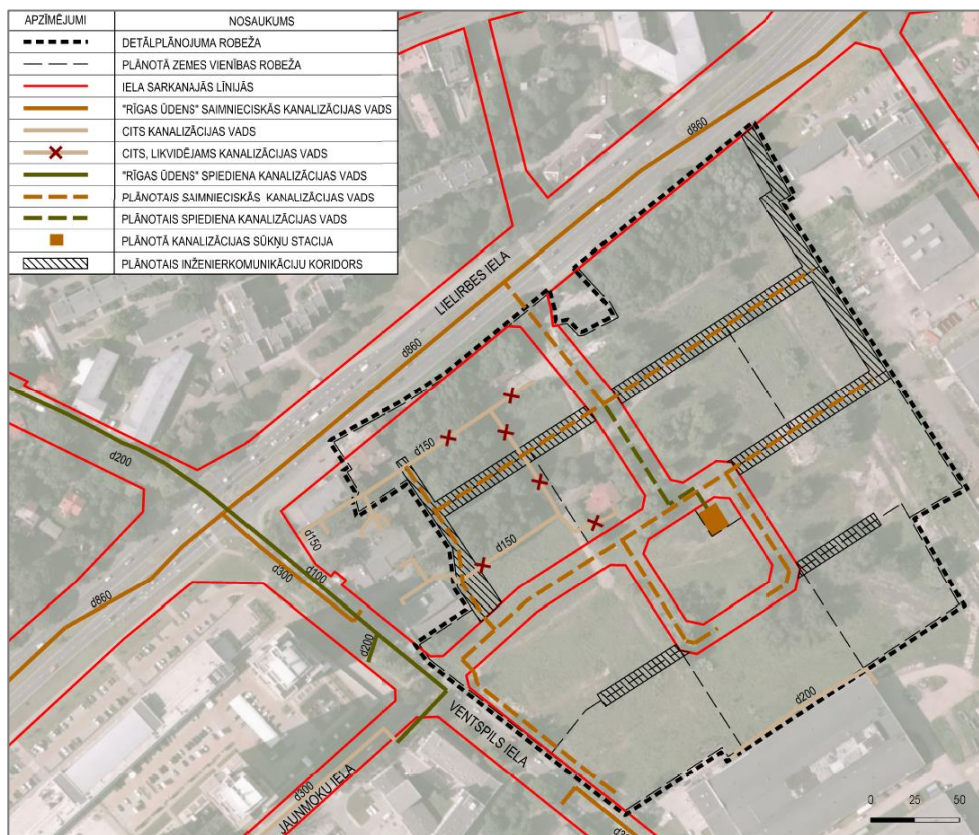 APZĪMĒJUMI NOSAUKUMS
DETĀLPLĀNOJUMA ROBEŽA
PLĀNOTĀ ZEMES VIENĪBAS ROBEŽA
IELA SARKANAJĀS LĪNIJĀS
"RĪGAS ŪDENS" SAIMNIECISKĀS KANALIZĀCIJAS VADS
CITS KANALIZĀCIJAS VADS
CITS, LIKVIDĒJAMS KANALIZĀCIJAS VADS
"RĪGAS ŪDENS" SPIEDIENA KANALIZĀCIJAS VADS
PLĀNOTAIS SAIMNIECISKĀS KANALIZĀCIJAS VADS
PLĀNOTAIS SPIEDIENA KANALIZĀCIJAS VADS
PLĀNOTĀ KANALIZĀCIJAS SŪKŅU STACIJA
PLĀNOTAIS INŽENIERKOMUNIKĀCIJU KORIDORS
d860
LIELIRBES IELA
d860
d200
d150
d150
d150
d300
d100
d860
d200
d200
VENTSPILS IELA
d300
JAUNMOKU IELA
0 25 50